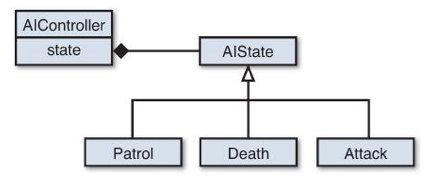 AIController
state
AIState
Patrol
Death
Attack